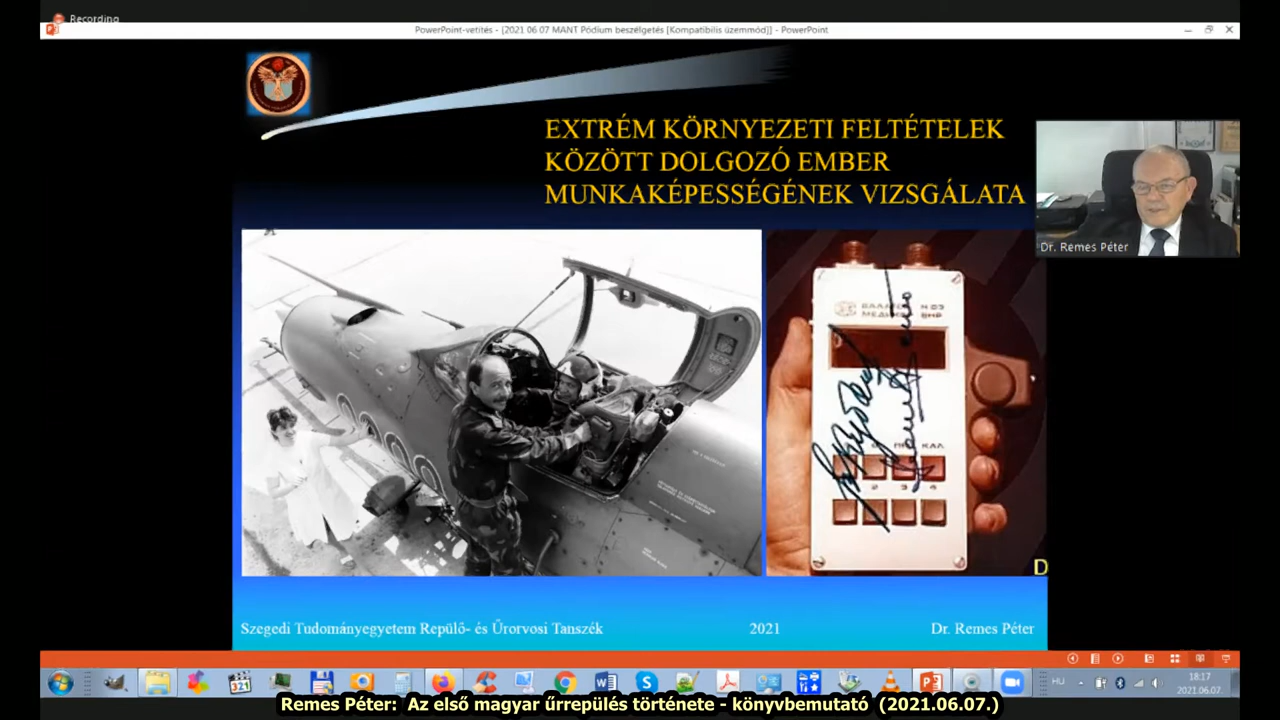 Recording
PowerPoint-vetítés - [2021 06 07 MANT Pódium beszélgetés [Kompatibilis üzemmód]] - PowerPoint
EXTRÉM KÖRNYEZETI FELTÉTELEK
KÖZÖTT DOLGOZÓ EMBER
MUNKAKÉPESSÉGÉNEK VIZSGÁLATA
Dr. Remes Péter
D
Szegedi Tudományegyetem Repülő- és Űrorvosi Tanszék
2021
Dr. Remes Péter
321
HU
18:17
2021.06.07.
Remes Péter: Az első magyar űrrepülés története - könyvbemutató (2021.06.07.)